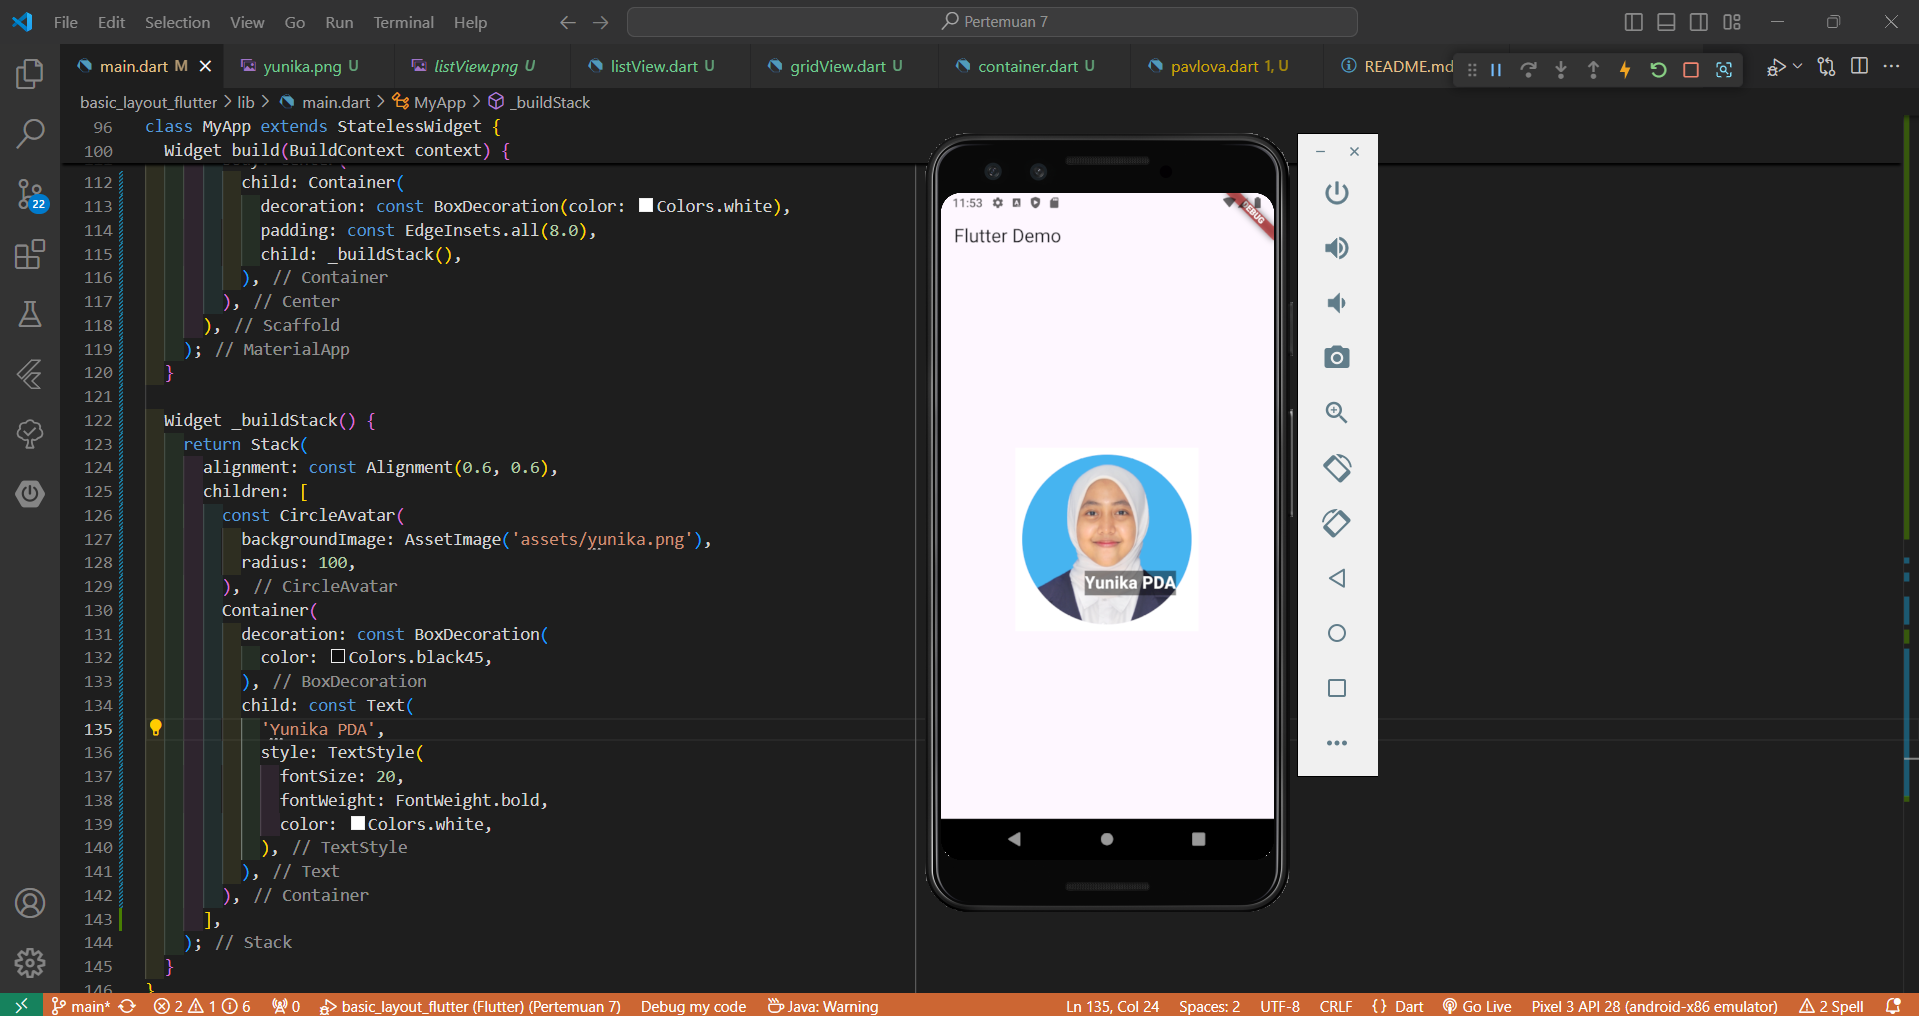 File Edit Selection View Go Run Terminal Help
Pertemuan 7
main.dart M
yunika.png U
listView.png U
listView.dart U
gridView.dart U
container.dart U
pavlova.dart 1, U
README.md
basic_layout_flutter > lib > main.dart > MyApp > _buildStack
96 class MyApp extends StatelessWidget {
100 Widget build(BuildContext context) {
112 child: Container(
113 decoration: const BoxDecoration(color: Colors.white),
114 padding: const EdgeInsets.all(8.0),
115 child: _buildStack(),
116 ), // Container
117 ), // Center
118 ), // Scaffold
119 ); // MaterialApp
120 }
121
122 Widget _buildStack() {
123 return Stack(
124 alignment: const Alignment(0.6, 0.6),
125 children: [
126 const CircleAvatar(
127 backgroundImage: AssetImage('assets/yunika.png'),
128 radius: 100,
129 ), // CircleAvatar
130 Container(
131 decoration: const BoxDecoration(
132 color: Colors.black45,
133 ), // BoxDecoration
134 child: const Text(
135 'Yunika PDA',
136 style: TextStyle(
137 fontSize: 20,
138 fontWeight: FontWeight.bold,
139 color: Colors.white,
140 ), // TextStyle
141 ), // Text
142 ), // Container
143 ],
144 ); // Stack
145 }
146 }
11:53
DEBUG
Flutter Demo
Yunika PDA
22
main* 2 1 6 0 basic_layout_flutter (Flutter) (Pertemuan 7) Debug my code Java: Warning Ln 135, Col 24 Spaces: 2 UTF-8 CRLF {} Dart Go Live Pixel 3 API 28 (android-x86 emulator) 2 Spell